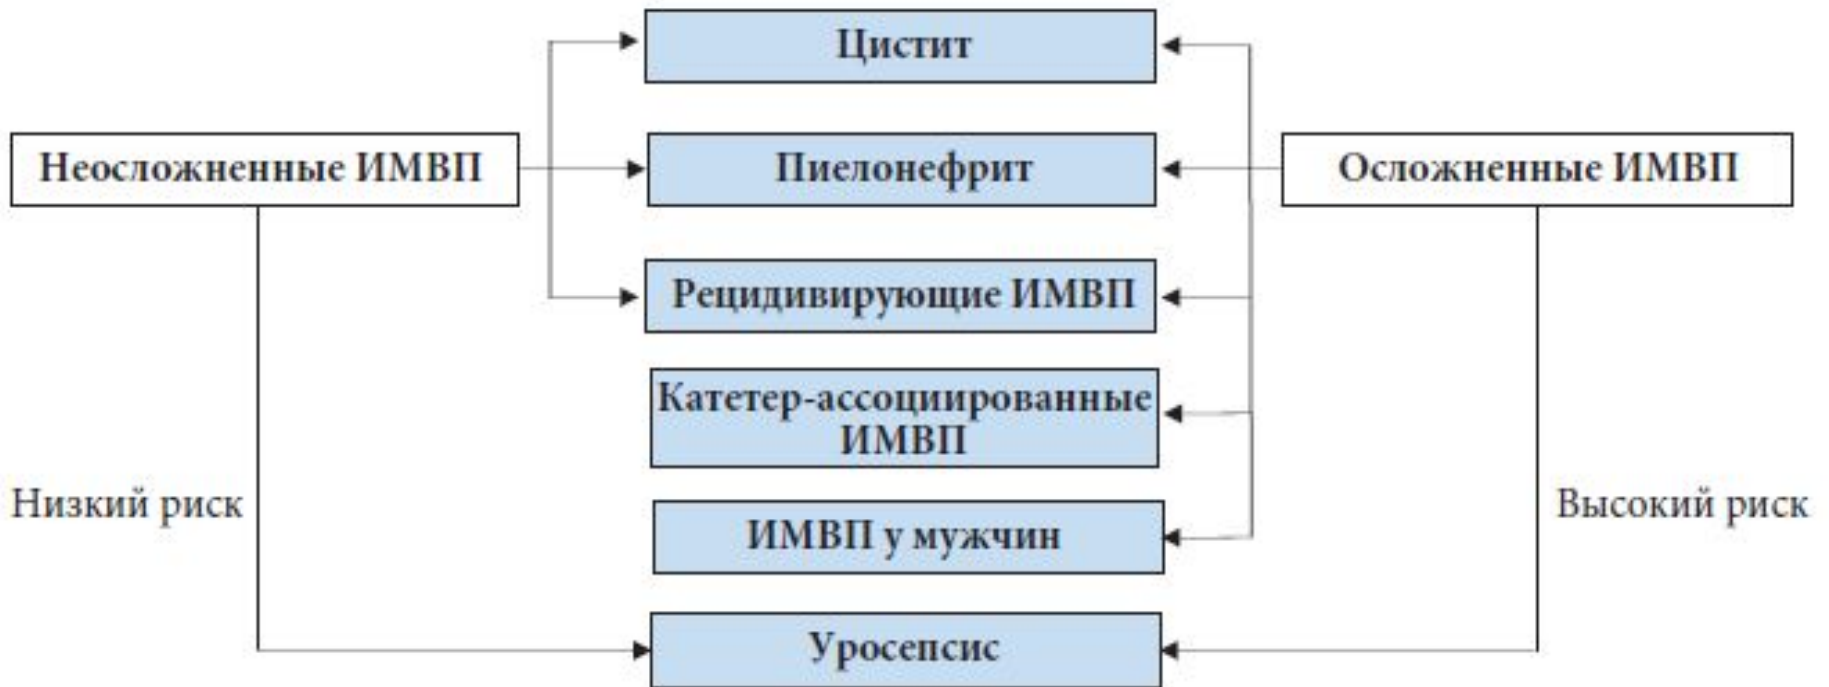 Цистит
Неосложненные ИМВП
Пиелонефрит
Осложненные ИМВП
Рецидивирующие ИМВП
Катетер-ассоциированные
ИМВП
Низкий риск
Высокий риск
ИМВП у мужчин
Уросепсис